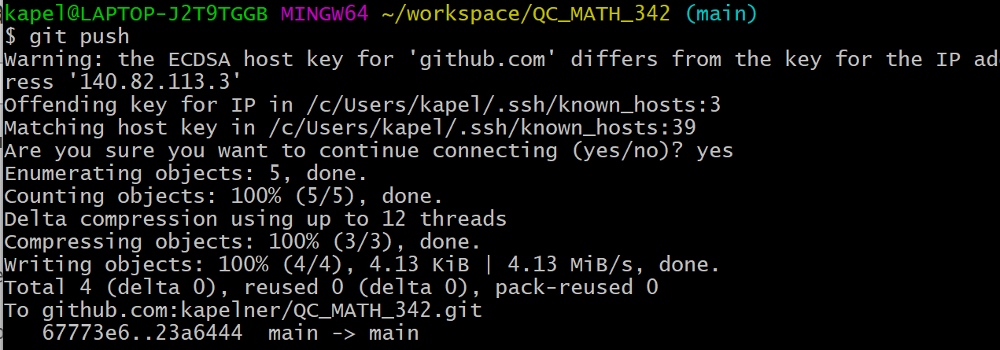 kapel@LAPTOP-J2T9TGGB MINGW64 ~/workspace/QC_MATH_342 (main)
$ git push
Warning: the ECDSA host key for 'github.com' differs from the key for the IP add
ress '140.82.113.3'
Offending key for IP in /c/Users/kapel/.ssh/known_hosts:3
Matching host key in /c/Users/kapel/.ssh/known_hosts:39
Are you sure you want to continue connecting (yes/no)? yes
Enumerating objects: 5, done.
Counting objects: 100% (5/5), done.
Delta compression using up to 12 threads
Compressing objects: 100% (3/3), done.
Writing objects: 100% (4/4), 4.13 KiB | 4.13 MiB/s, done.
Total 4 (delta 0), reused 0 (delta 0), pack-reused 0
To github.com:kapelner/QC_MATH_342.git
   67773e6..23a6444  main -> main